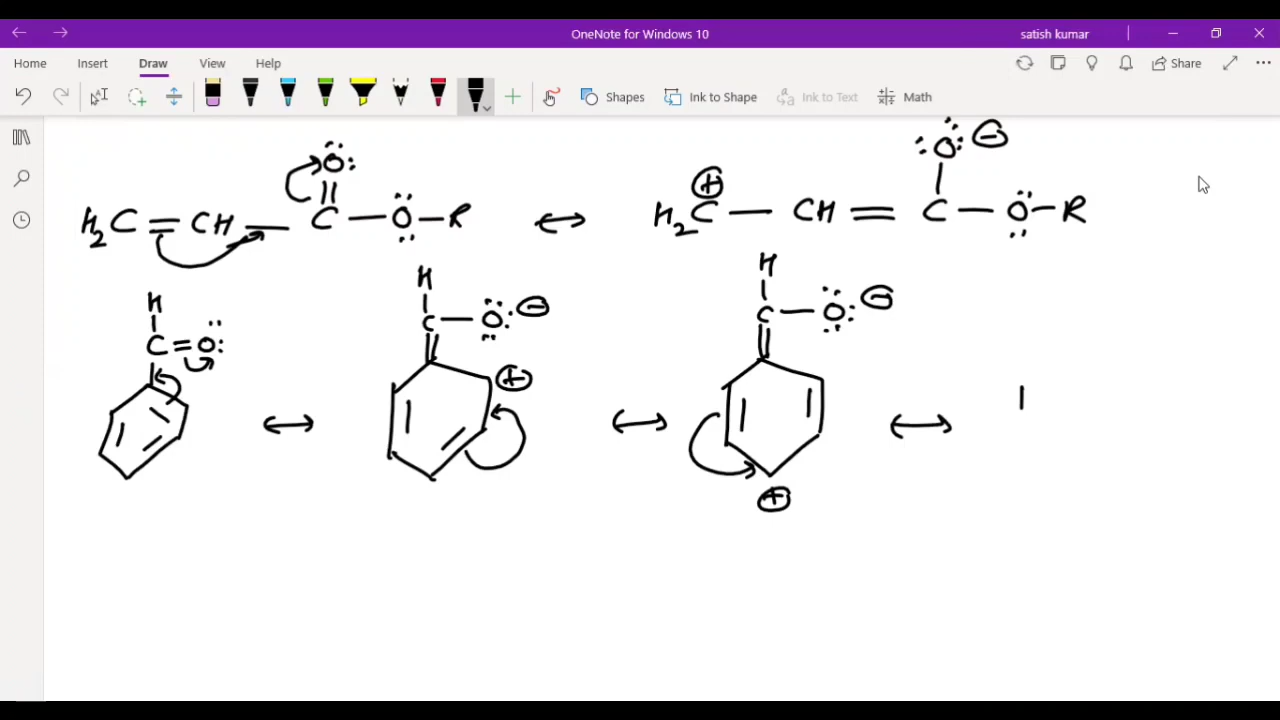 OneNote for Windows 10
satish kumar
Home Insert Draw View Help
Share
Shapes Ink to Shape Ink to Text Math
H₂C = CH — C — Ö — R ↔ H₂C — CH = C — Ö — R
O
⊕
O ⊖
H
C = O
H
C — O ⊖
⊕
H
C — O ⊖
⊕
↔ ↔ ↔